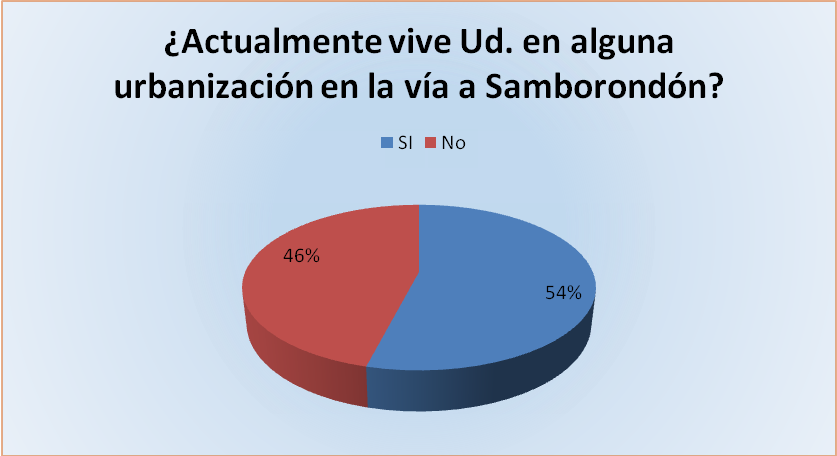 ¿Actualmente vive Ud. en alguna
urbanización en la vía a Samborondón?
SI No
46%
54%